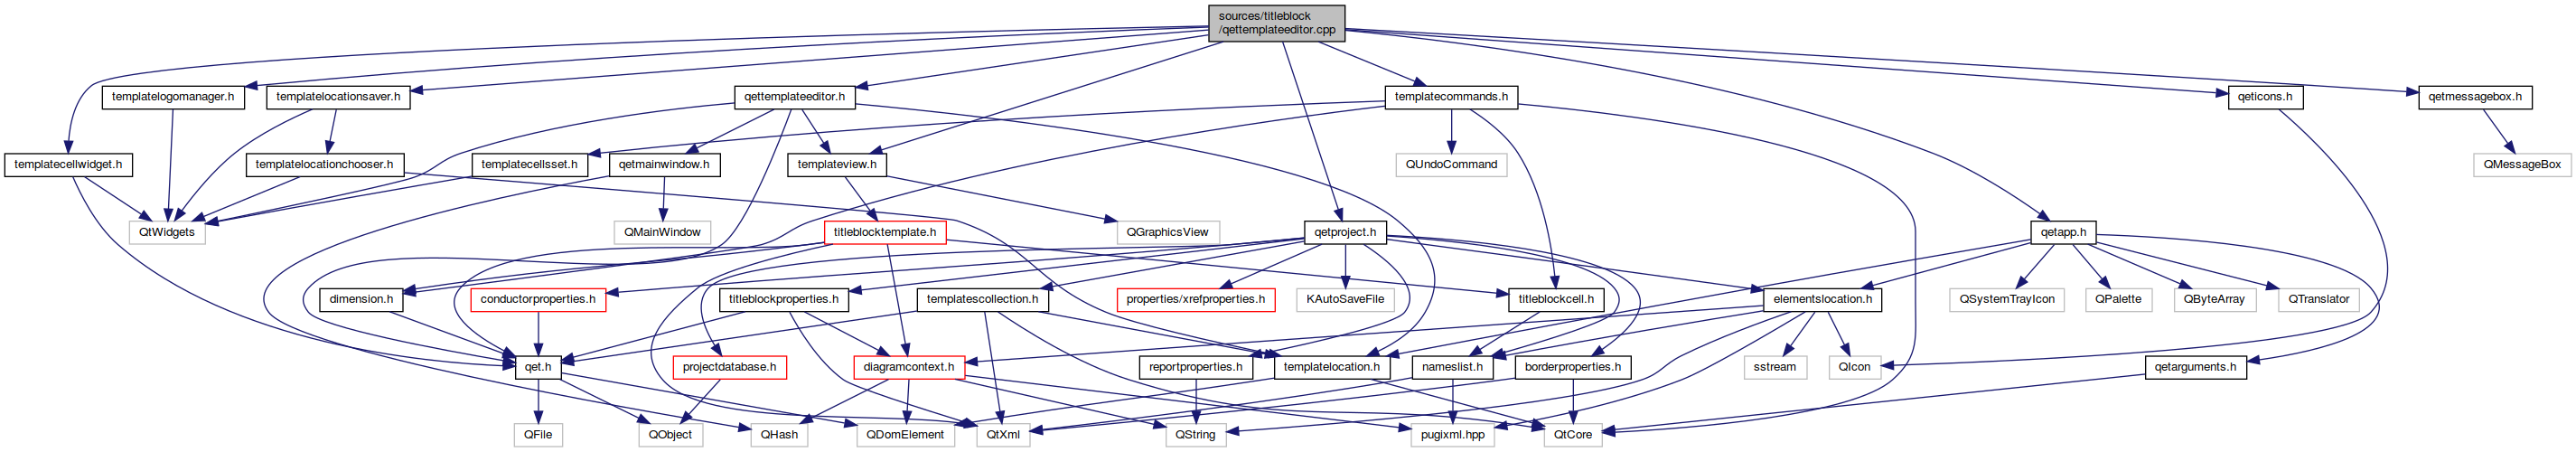 sources/titleblock
/qettemplateeditor.cpp
templatelogomanager.h
templatelocationsaver.h
qettemplateeditor.h
templatecommands.h
qeticons.h
qetmessagebox.h
templatecellwidget.h
templatelocationchooser.h
templatecellsset.h
qetmainwindow.h
templateview.h
QUndoCommand
QMessageBox
QtWidgets
QMainWindow
titleblocktemplate.h
QGraphicsView
qetproject.h
qetapp.h
dimension.h
conductorproperties.h
titleblockproperties.h
templatescollection.h
properties/xrefproperties.h
KAutoSaveFile
titleblockcell.h
elementslocation.h
QSystemTrayIcon
QPalette
QByteArray
QTranslator
qet.h
projectdatabase.h
diagramcontext.h
reportproperties.h
templatelocation.h
nameslist.h
borderproperties.h
sstream
QIcon
qetarguments.h
QFile
QObject
QHash
QDomElement
QtXml
QString
pugixml.hpp
QtCore